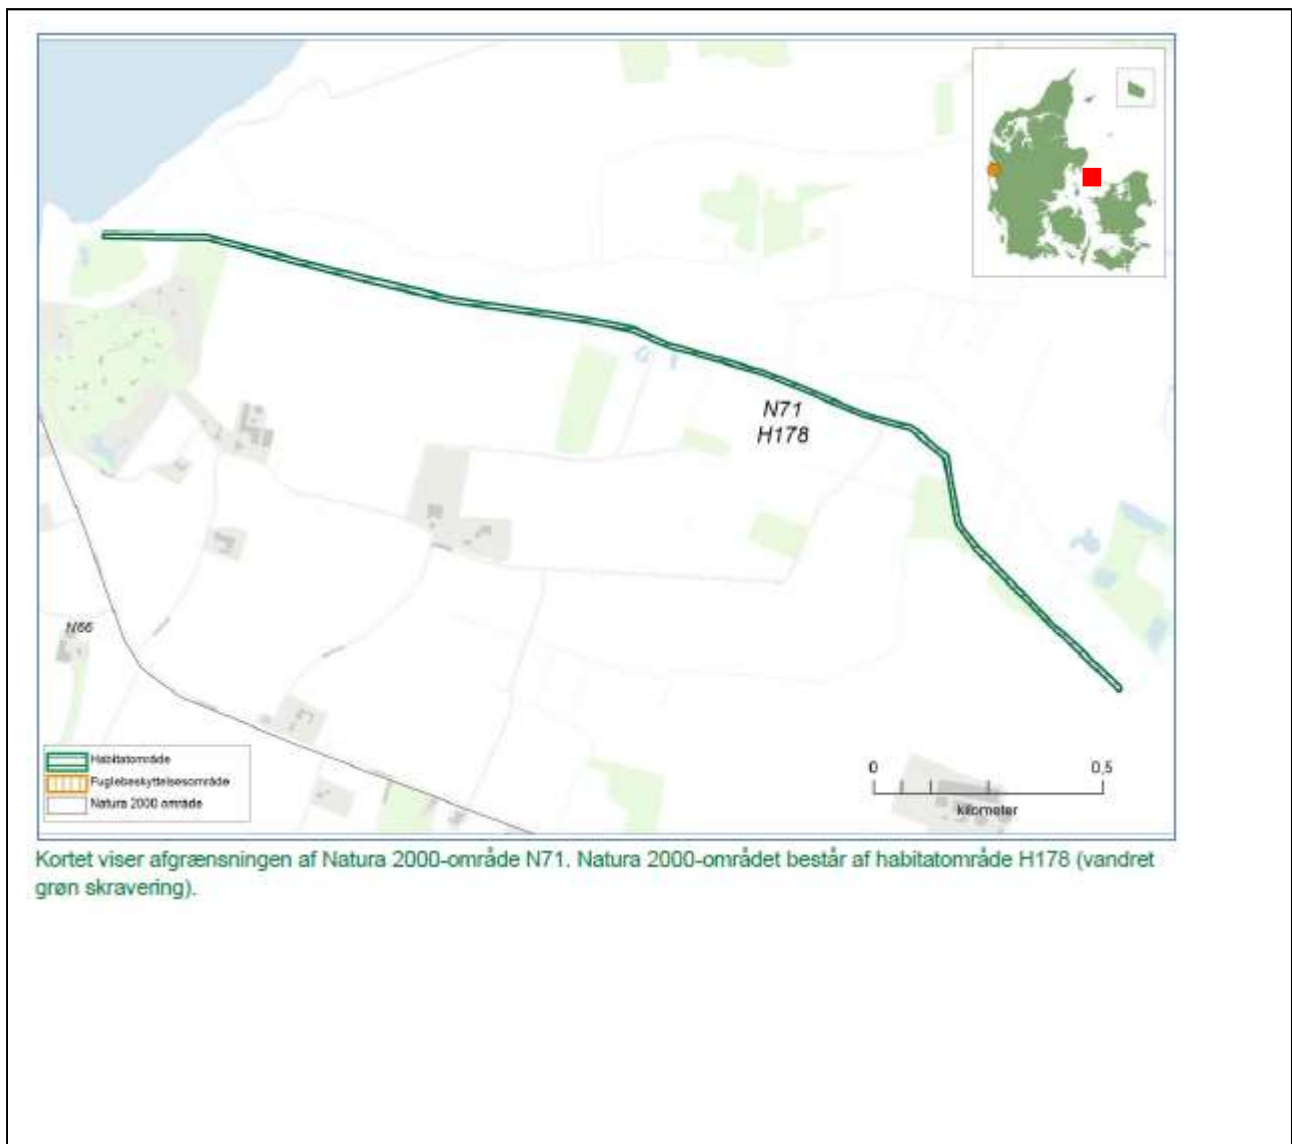 N71
H178
N66
Habitatområde
Fuglebeskyttelsesområde
Natura 2000 område
0 0,5
kilometer
Kortet viser afgrænsningen af Natura 2000-område N71. Natura 2000-området består af habitatområde H178 (vandret
grøn skravering).